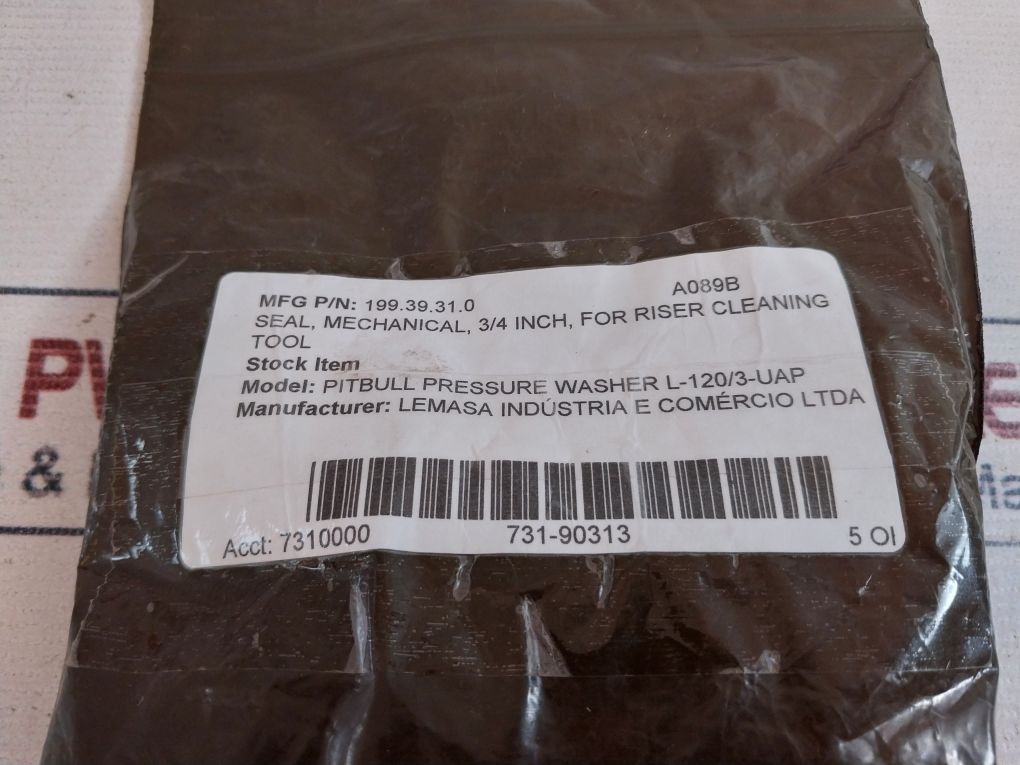 A089B
MFG P/N: 199.39.31.0
SEAL, MECHANICAL, 3/4 INCH, FOR RISER CLEANING
TOOL
Stock Item
Model: PITBULL PRESSURE WASHER L-120/3-UAP
Manufacturer: LEMASA INDÚSTRIA E COMÉRCIO LTDA
Acct: 7310000 731-90313 5 OI
&